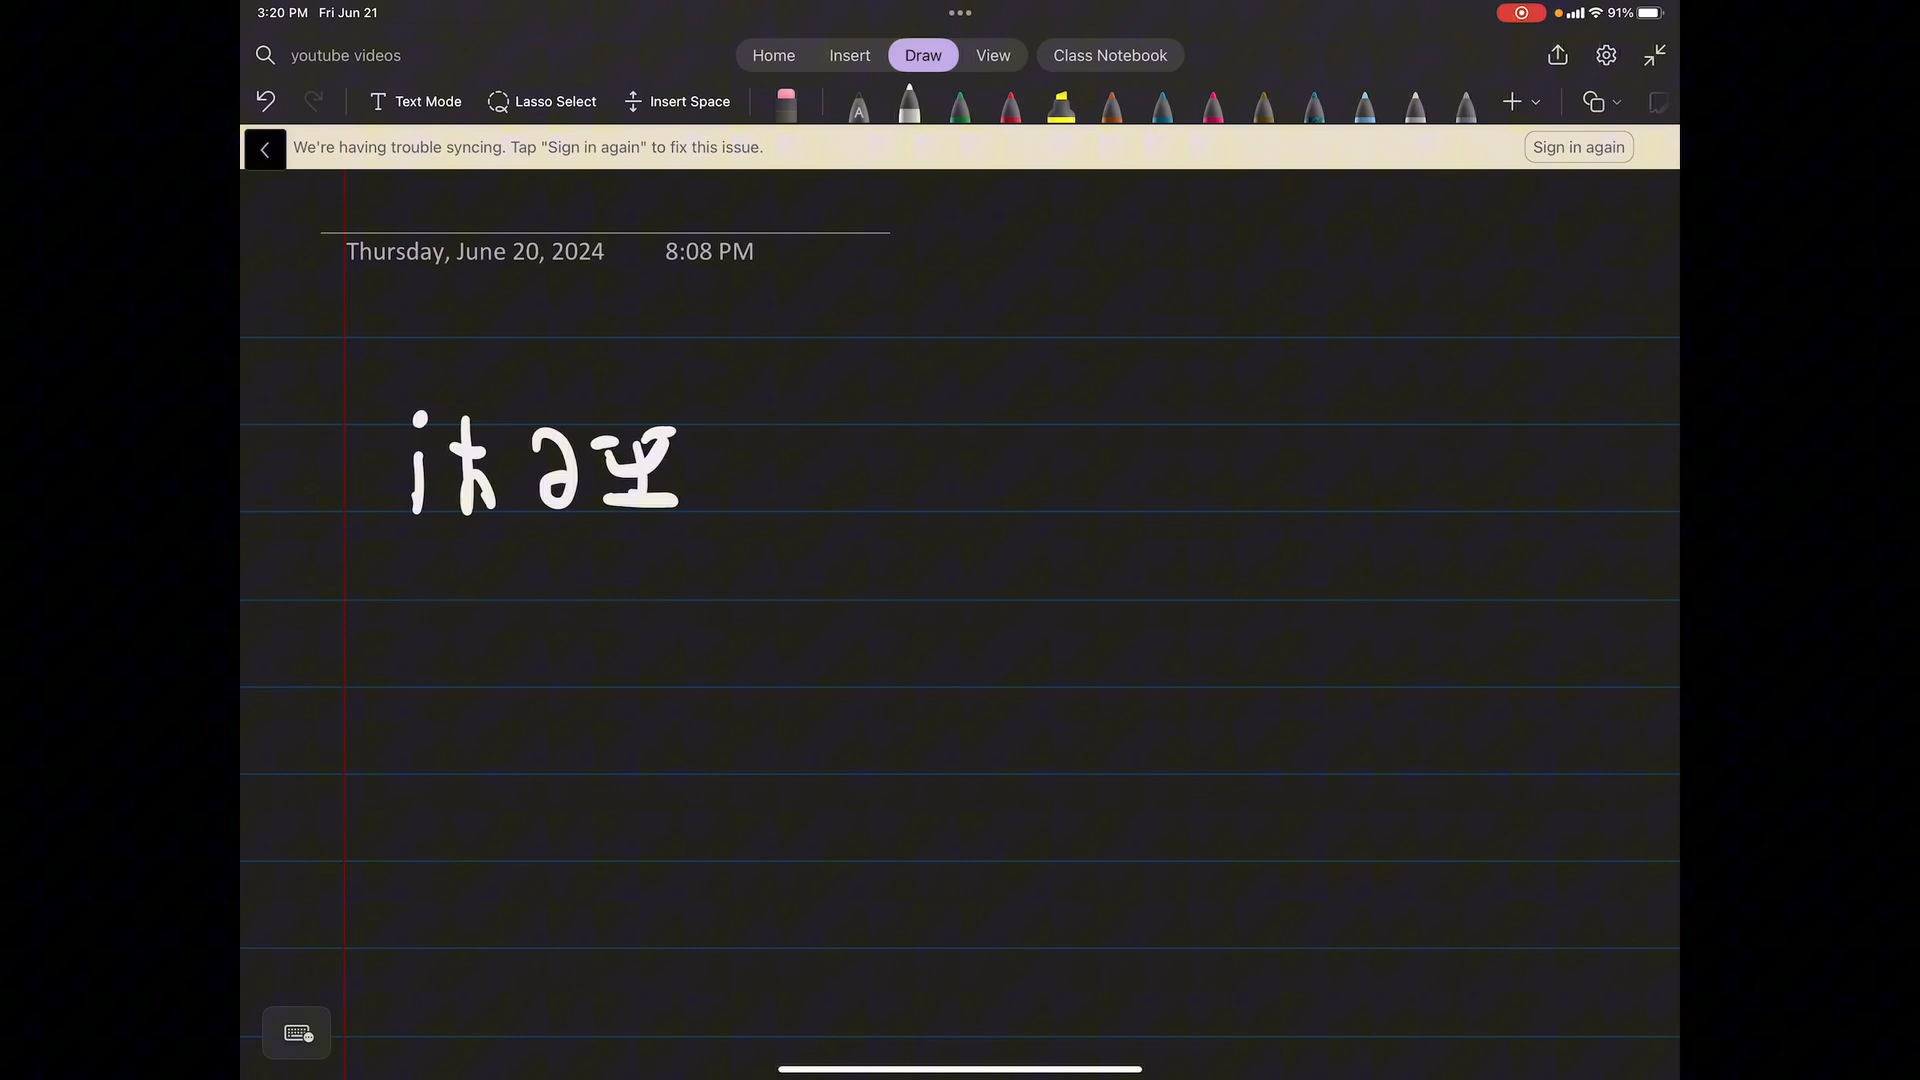 3:20 PM Fri Jun 21
91%
youtube videos
Home Insert Draw View Class Notebook
Text Mode Lasso Select Insert Space
A
We're having trouble syncing. Tap "Sign in again" to fix this issue.
Sign in again
Thursday, June 20, 2024 8:08 PM
iħ∂Ψ